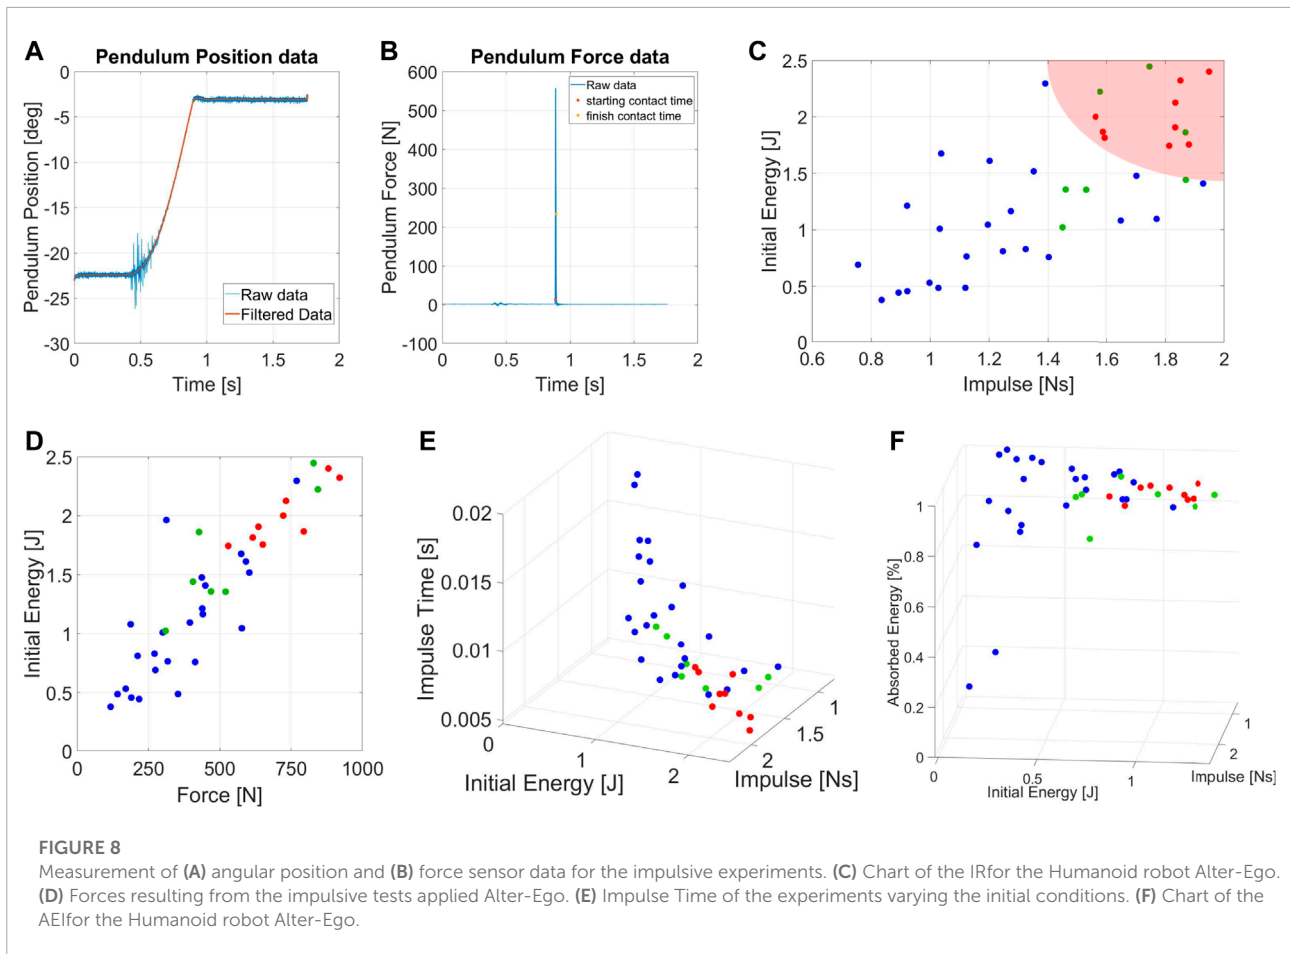 A
Pendulum Position data
0
-5
-10
-15
-20
-25
-30
Pendulum Position [deg]
0
0.5
1
1.5
2
Time [s]
Raw data
Filtered Data
B
Pendulum Force data
600
500
400
300
200
100
0
-100
Pendulum Force [N]
0
0.5
1
1.5
2
Time [s]
Raw data
starting contact time
finish contact time
C
2.5
2
1.5
1
0.5
0
Initial Energy [J]
0.6
0.8
1
1.2
1.4
1.6
1.8
2
Impulse [Ns]
D
2.5
2
1.5
1
0.5
0
Initial Energy [J]
0
250
500
750
1000
Force [N]
E
0.02
0.015
0.01
0.005
Impulse Time [s]
0
1
2
Initial Energy [J]
2
1.5
1
Impulse [Ns]
F
1
0.8
0.6
0.4
0.2
0
Absorbed Energy [%]
0
0.5
1
Initial Energy [J]
1
2
Impulse [Ns]
FIGURE 8
Measurement of (A) angular position and (B) force sensor data for the impulsive experiments. (C) Chart of the IRfor the Humanoid robot Alter-Ego.
(D) Forces resulting from the impulsive tests applied Alter-Ego. (E) Impulse Time of the experiments varying the initial conditions. (F) Chart of the
AEIfor the Humanoid robot Alter-Ego.